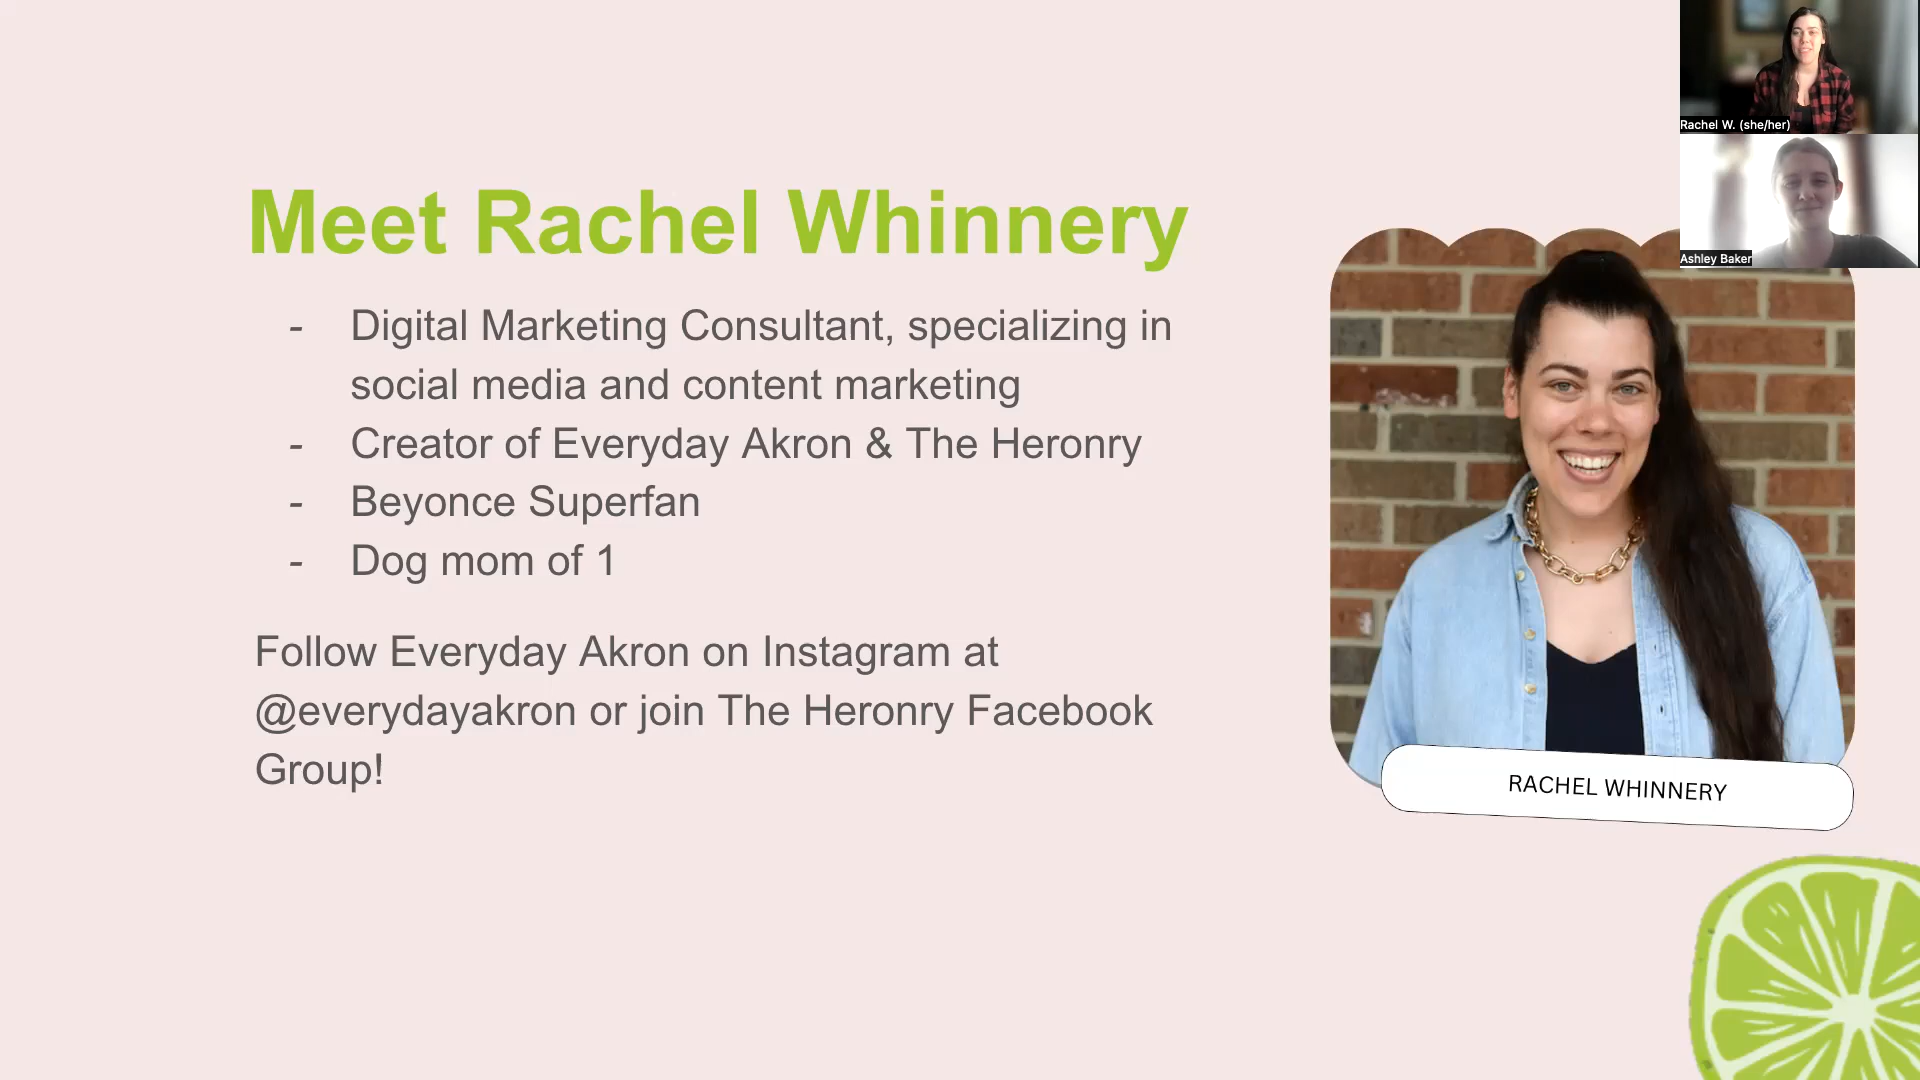 Meet Rachel Whinnery
- Digital Marketing Consultant, specializing in
social media and content marketing
- Creator of Everyday Akron & The Heronry
- Beyonce Superfan
- Dog mom of 1
Follow Everyday Akron on Instagram at
@everydayakron or join The Heronry Facebook
Group!
RACHEL WHINNERY
Rachel W. (she/her)
Ashley Baker